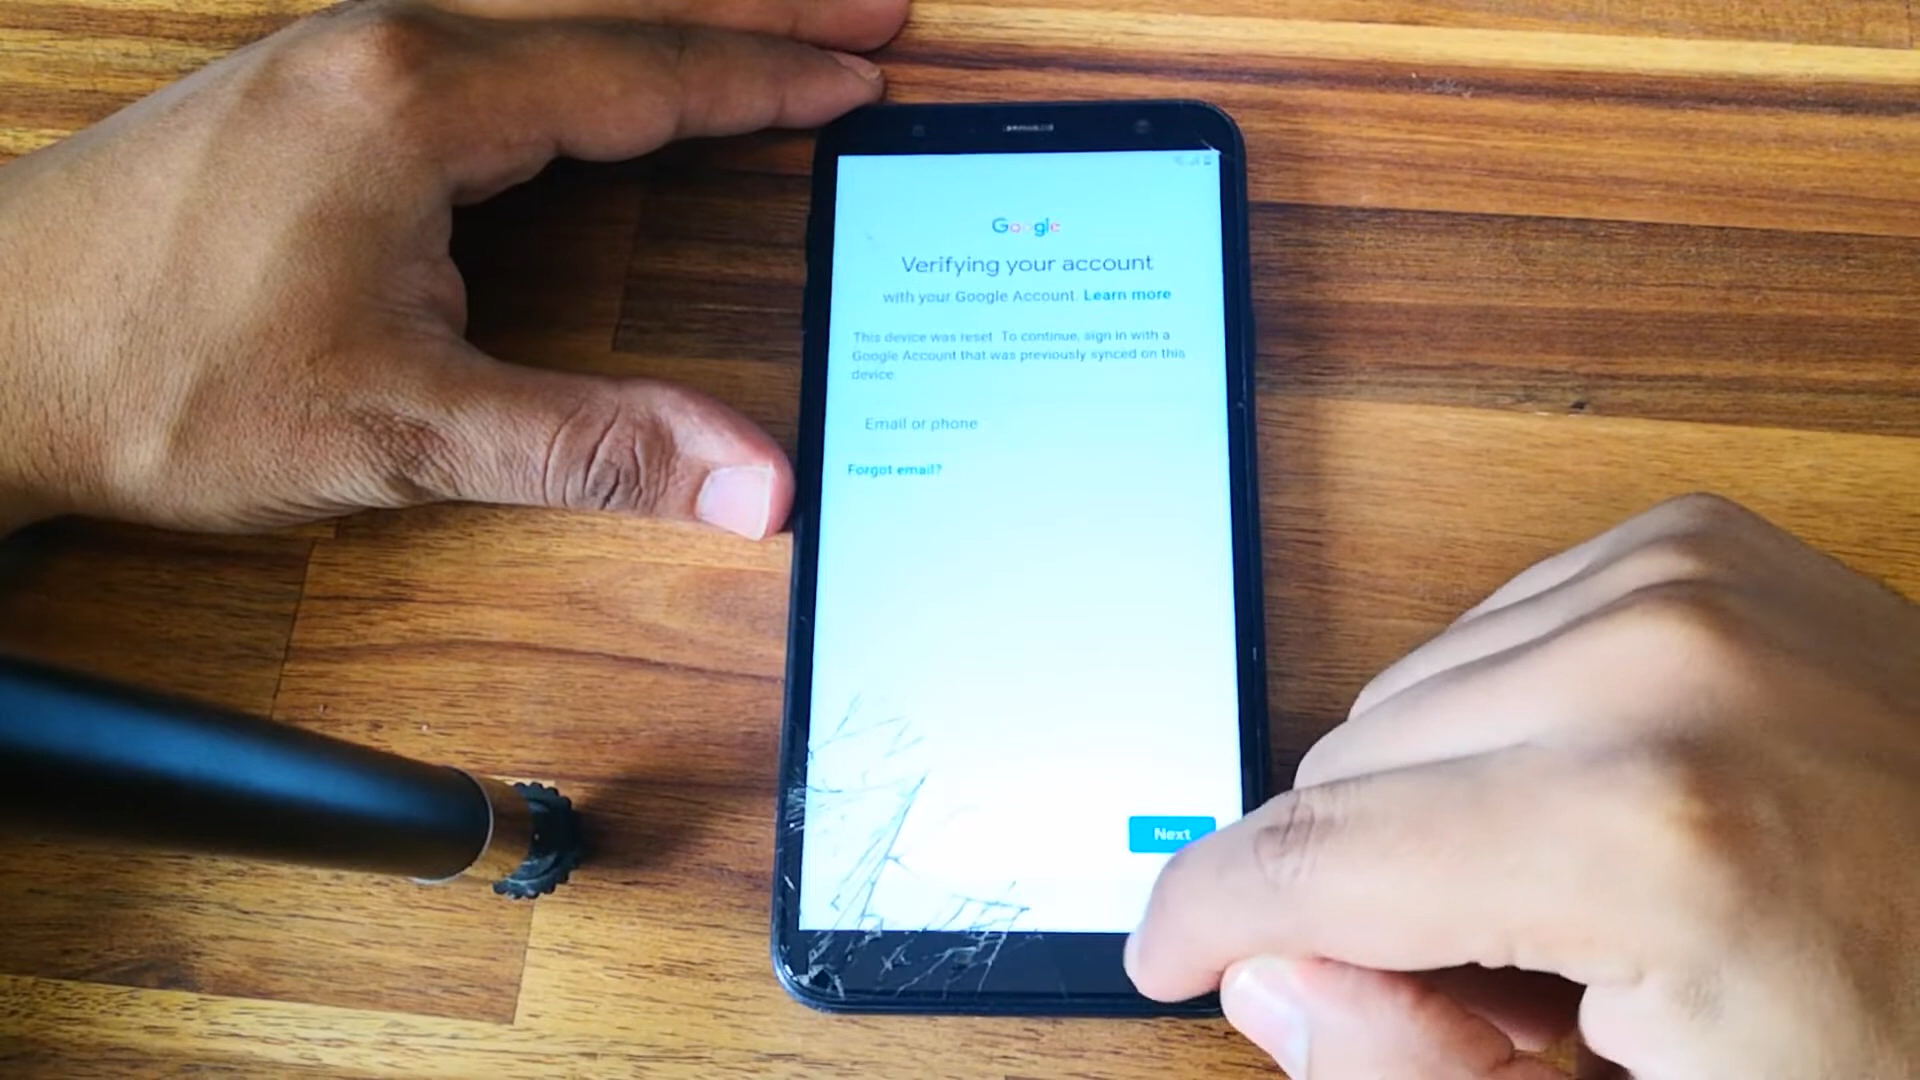 Google
Verifying your account
with your Google Account. Learn more
This device was reset. To continue, sign in with a
Google Account that was previously synced on this
device.
Email or phone
Forgot email?
Next